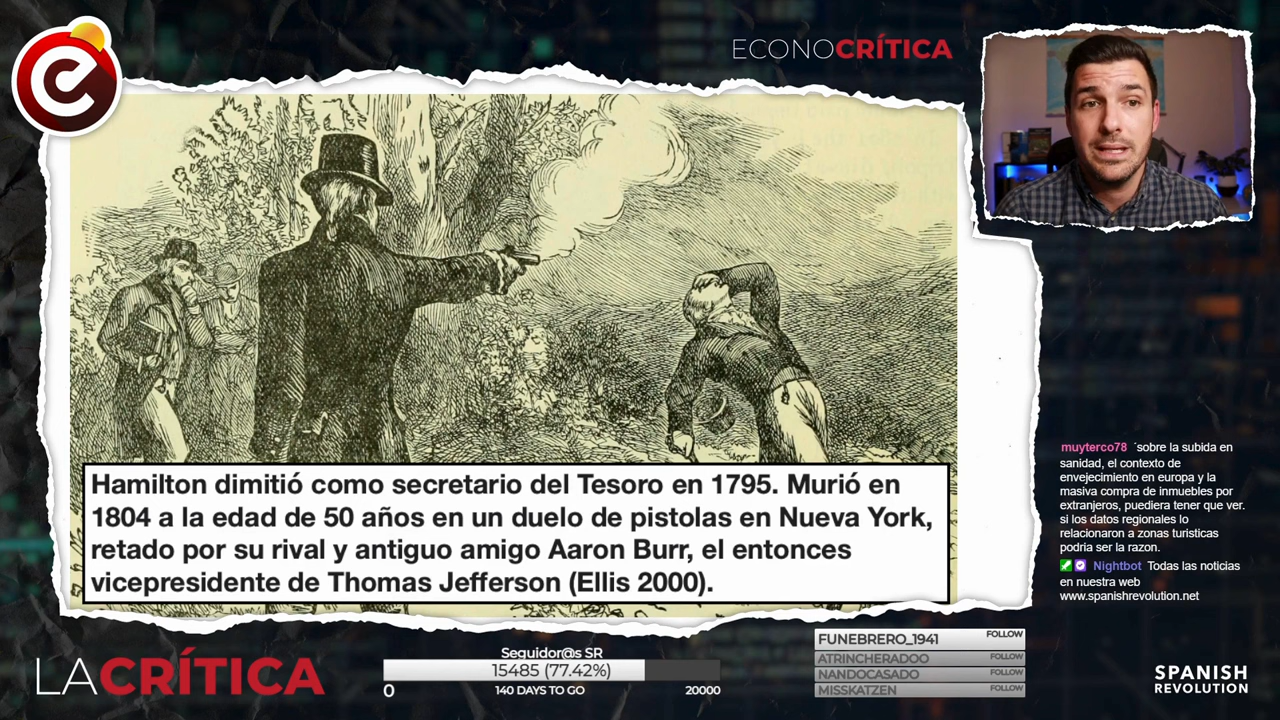 ECONOCRÍTICA
Hamilton dimitió como secretario del Tesoro en 1795. Murió en
1804 a la edad de 50 años en un duelo de pistolas en Nueva York,
retado por su rival y antiguo amigo Aaron Burr, el entonces
vicepresidente de Thomas Jefferson (Ellis 2000).
muyterco78 ´sobre la subida en
sanidad, el contexto de
envejecimiento en europa y la
masiva compra de inmuebles por
extranjeros, puediera tener que ver.
si los datos regionales lo
relacionaron a zonas turisticas
podria ser la razon.
Nightbot Todas las noticias
en nuestra web
www.spanishrevolution.net
LACRÍTICA
Seguidor@s SR
15485 (77.42%)
0 140 DAYS TO GO 20000
FUNEBRERO_1941 FOLLOW
ATRINCHERADOO FOLLOW
NANDOCASADO FOLLOW
MISSKATZEN FOLLOW
SPANISH
REVOLUTION